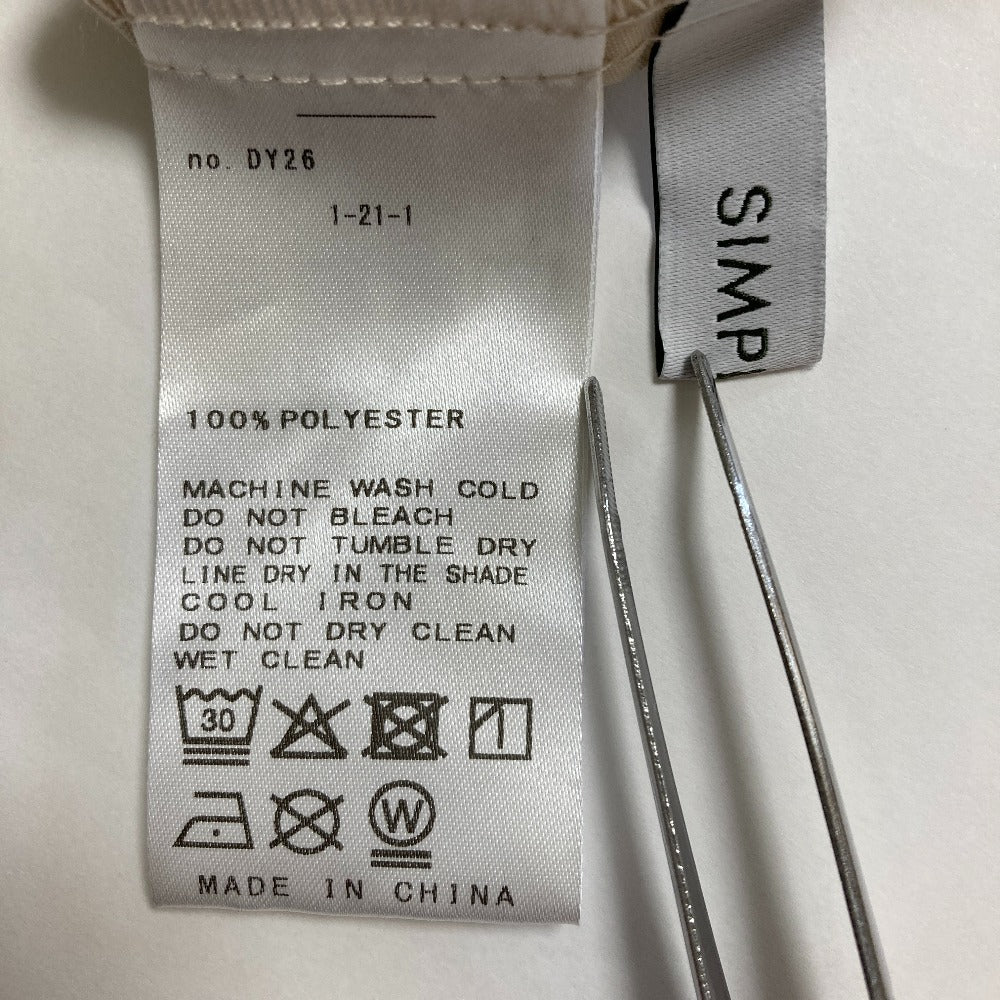 no. DY26
1-21-1
100% POLYESTER
MACHINE WASH COLD
DO NOT BLEACH
DO NOT TUMBLE DRY
LINE DRY IN THE SHADE
COOL IRON
DO NOT DRY CLEAN
WET CLEAN
30
W
MADE IN CHINA
SIMP